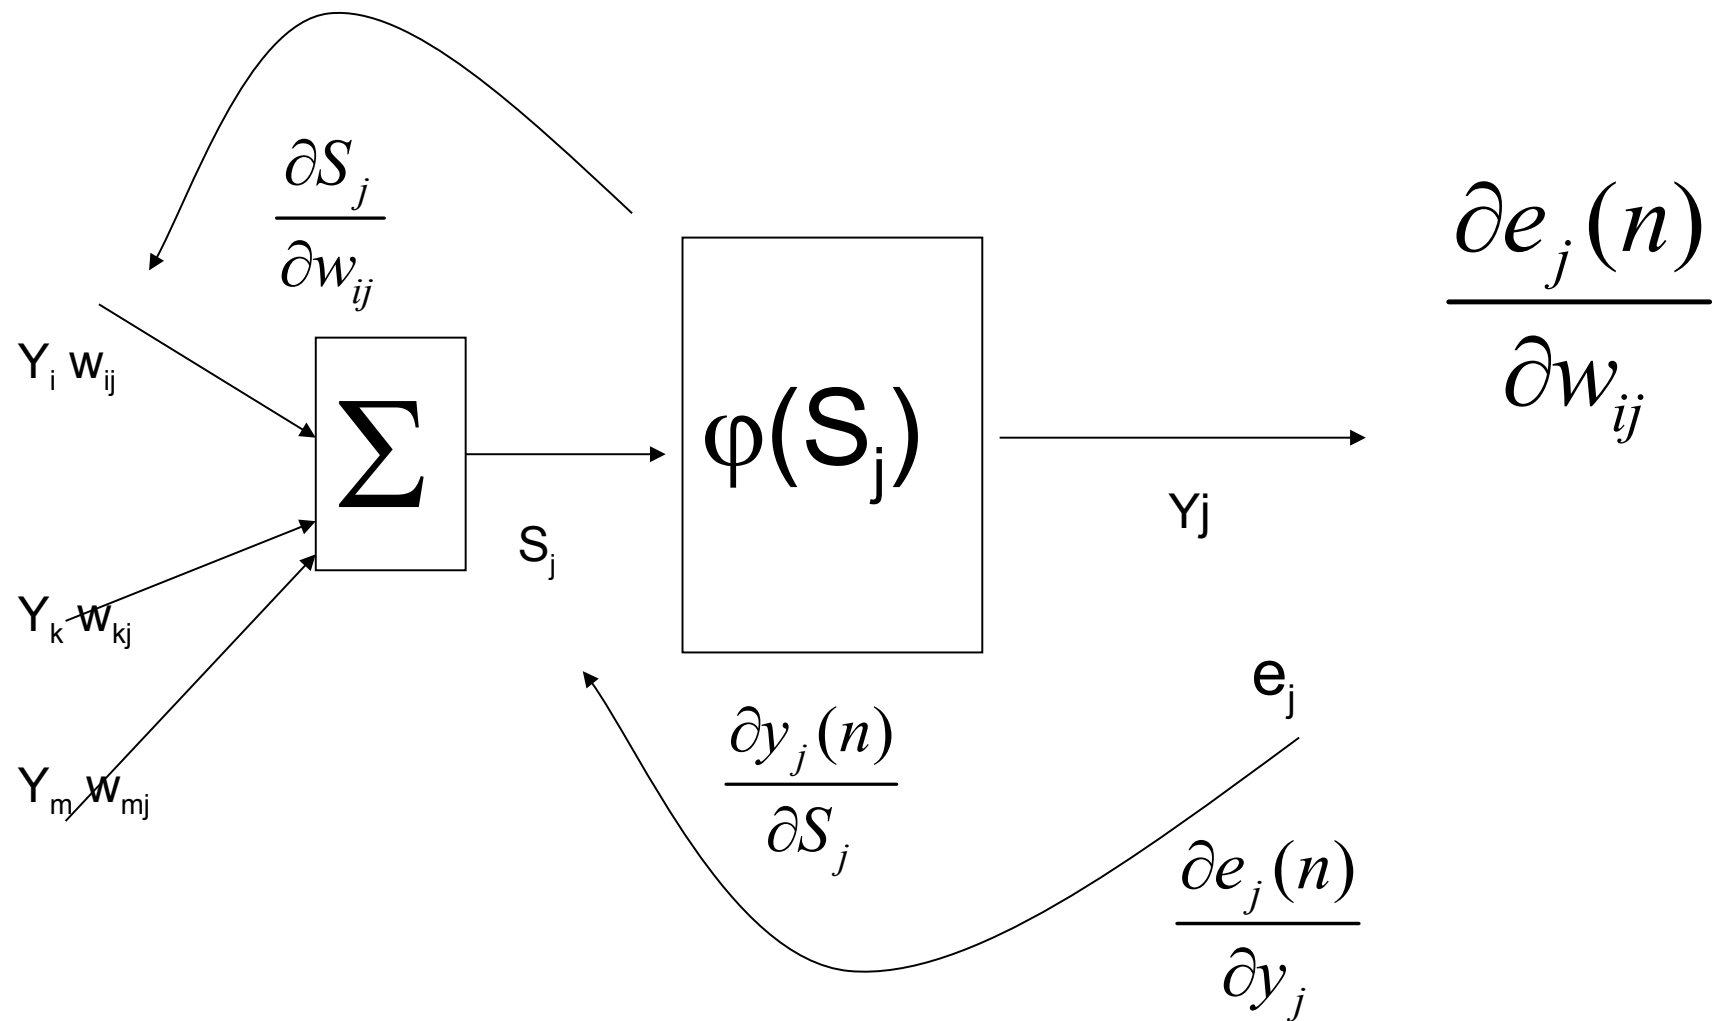 ∂S_j
∂w_ij
∂e_j(n)
∂w_ij
Y_i w_ij
Σ
φ(S_j)
S_j
Yj
Y_k w_kj
Y_m w_mj
e_j
∂y_j(n)
∂S_j
∂e_j(n)
∂y_j